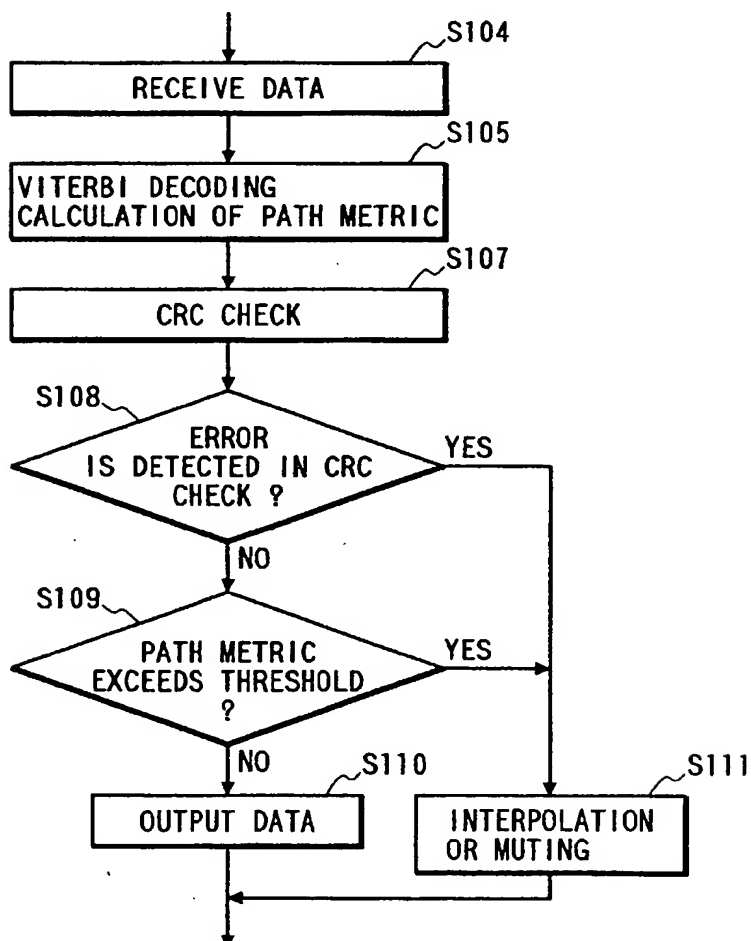 S104
RECEIVE DATA
S105
VITERBI DECODING
CALCULATION OF PATH METRIC
S107
CRC CHECK
S108
ERROR
IS DETECTED IN CRC
CHECK ?
YES
NO
S109
PATH METRIC
EXCEEDS THRESHOLD
?
YES
NO
S110
OUTPUT DATA
S111
INTERPOLATION
OR MUTING